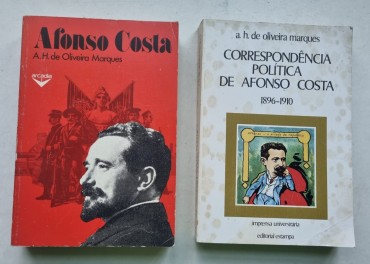 Afonso Costa
A.H. de Oliveira Marques
arcádia
a. h. de oliveira marques
CORRESPONDÊNCIA
POLÍTICA
DE AFONSO COSTA
1896-1910
imprensa universitária
editorial estampa